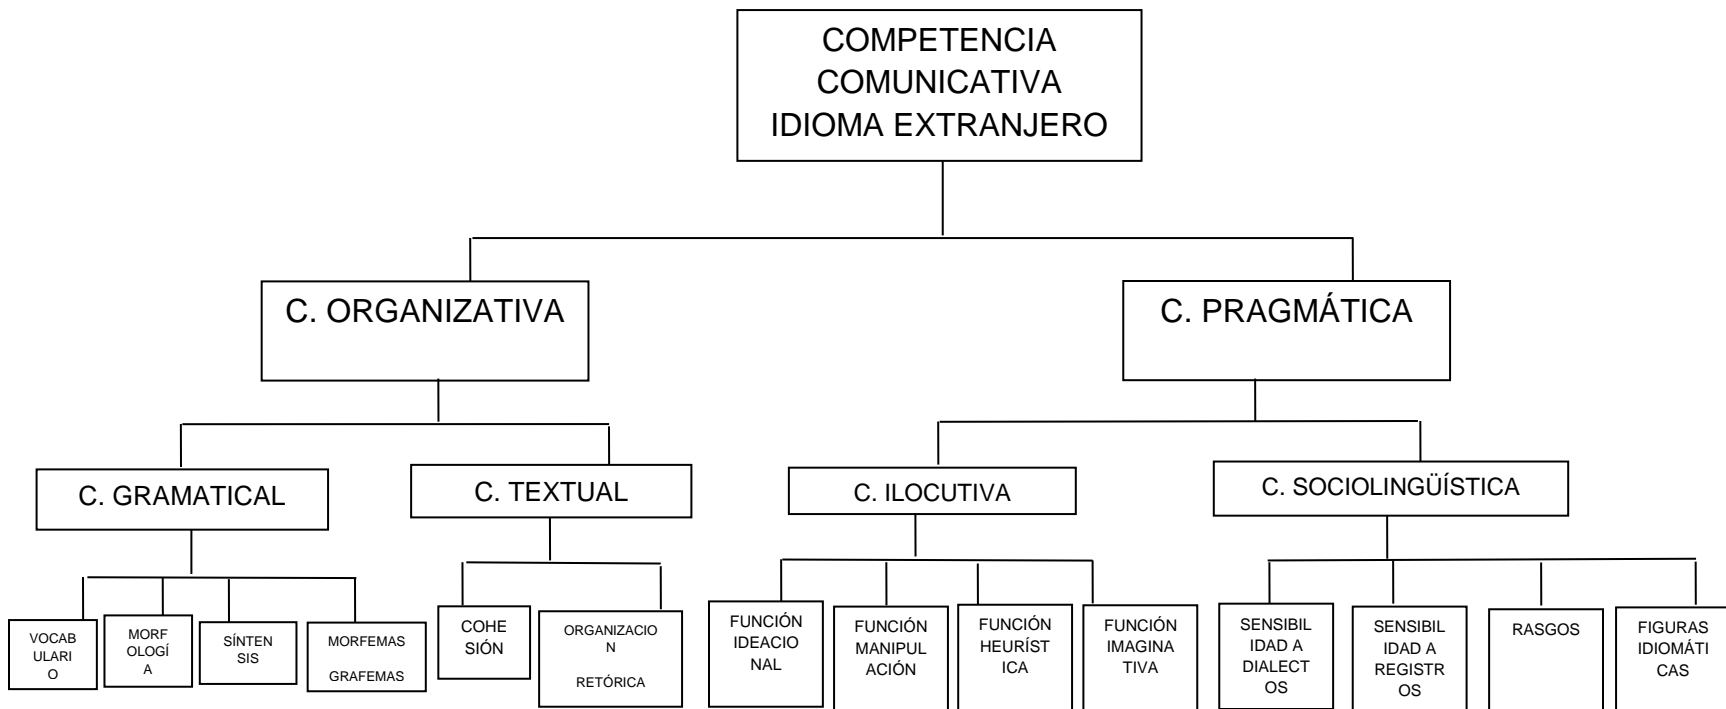 COMPETENCIA
COMUNICATIVA
IDIOMA EXTRANJERO
C. ORGANIZATIVA
C. PRAGMÁTICA
C. GRAMATICAL
C. TEXTUAL
C. ILOCUTIVA
C. SOCIOLINGÜÍSTICA
VOCAB
ULARI
O
MORF
OLOGÍ
A
SÍNTEN
SIS
MORFEMAS
GRAFEMAS
COHE
SIÓN
ORGANIZACIO
N
RETÓRICA
FUNCIÓN
IDEACIO
NAL
FUNCIÓN
MANIPUL
ACIÓN
FUNCIÓN
HEURÍST
ICA
FUNCIÓN
IMAGINA
TIVA
SENSIBIL
IDAD A
DIALECT
OS
SENSIBIL
IDAD A
REGISTR
OS
RASGOS
FIGURAS
IDIOMÁTI
CAS